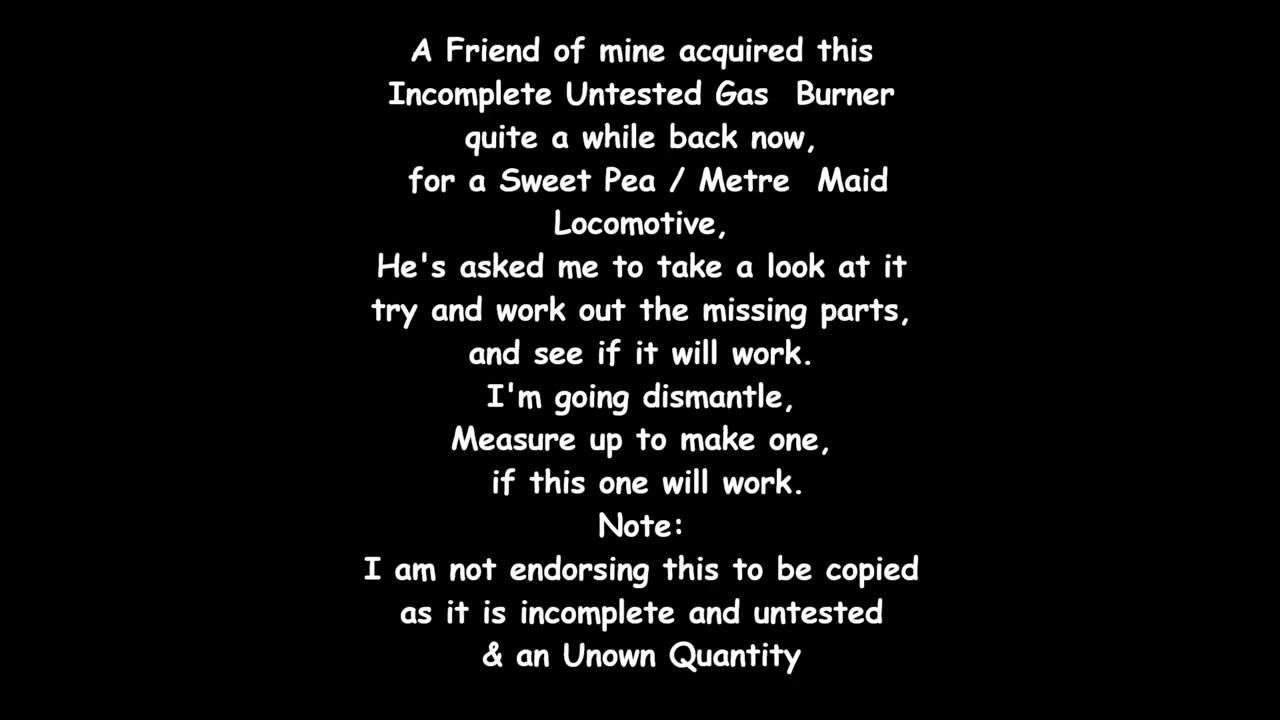 A Friend of mine acquired this
Incomplete Untested Gas  Burner
quite a while back now,
for a Sweet Pea / Metre  Maid
Locomotive,
He's asked me to take a look at it
try and work out the missing parts,
and see if it will work.
I'm going dismantle,
Measure up to make one,
if this one will work.
Note:
I am not endorsing this to be copied
as it is incomplete and untested
& an Unown Quantity